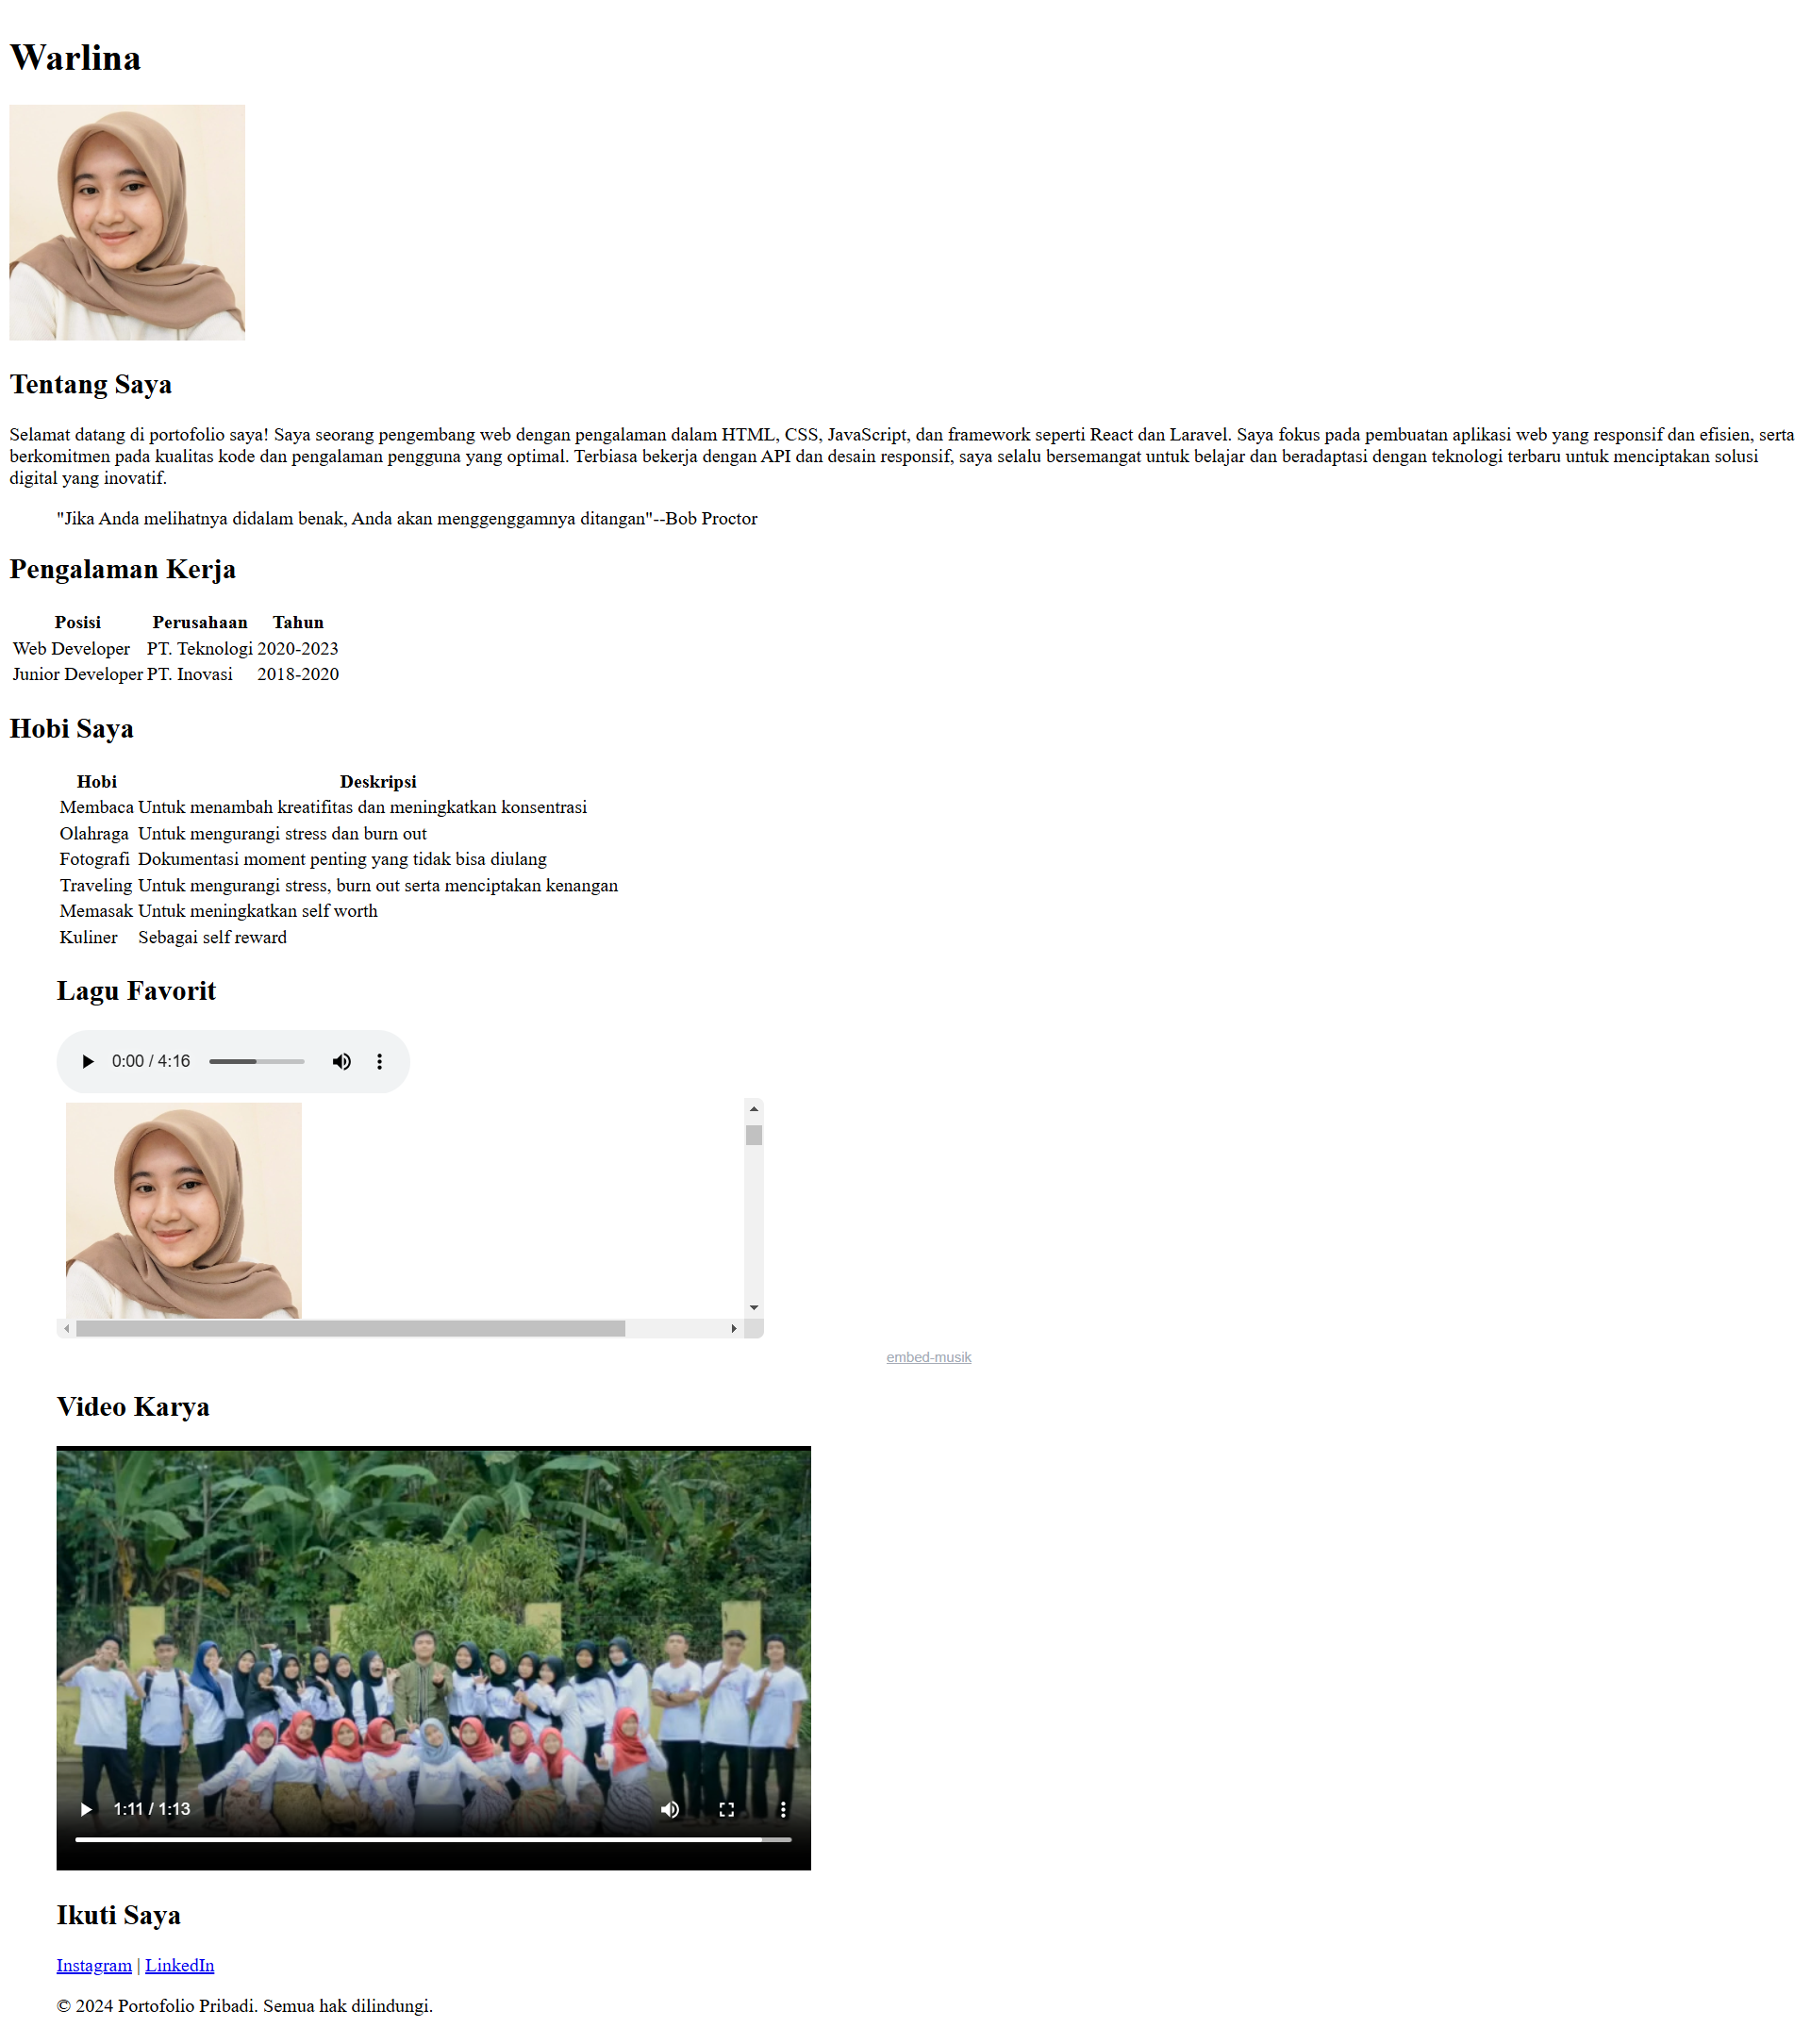 Warlina
Tentang Saya
Selamat datang di portofolio saya! Saya seorang pengembang web dengan pengalaman dalam HTML, CSS, JavaScript, dan framework seperti React dan Laravel. Saya fokus pada pembuatan aplikasi web yang responsif dan efisien, serta
berkomitmen pada kualitas kode dan pengalaman pengguna yang optimal. Terbiasa bekerja dengan API dan desain responsif, saya selalu bersemangat untuk belajar dan beradaptasi dengan teknologi terbaru untuk menciptakan solusi
digital yang inovatif.
"Jika Anda melihatnya didalam benak, Anda akan menggenggamnya ditangan"--Bob Proctor
Pengalaman Kerja
Posisi Perusahaan Tahun
Web Developer PT. Teknologi 2020-2023
Junior Developer PT. Inovasi 2018-2020
Hobi Saya
Hobi Deskripsi
Membaca Untuk menambah kreatifitas dan meningkatkan konsentrasi
Olahraga Untuk mengurangi stress dan burn out
Fotografi Dokumentasi moment penting yang tidak bisa diulang
Traveling Untuk mengurangi stress, burn out serta menciptakan kenangan
Memasak Untuk meningkatkan self worth
Kuliner Sebagai self reward
Lagu Favorit
0:00 / 4:16
embed-musik
Video Karya
1:11 / 1:13
Ikuti Saya
Instagram | LinkedIn
© 2024 Portofolio Pribadi. Semua hak dilindungi.